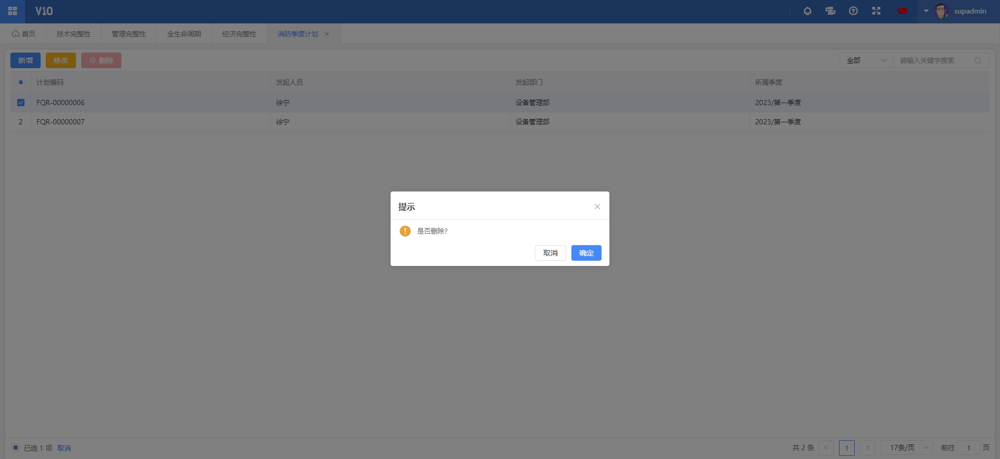 V10
supadmin
首页 技术完整性 管理完整性 全生命周期 经济完整性 消防季度计划
新增 修改 删除 全部 请输入关键字搜索
计划编码 发起人员 发起部门 所属季度
FQR-00000006 徐宁 设备管理部 2023/第一季度
2 FQR-00000007 徐宁 设备管理部 2023/第一季度
提示
是否删除?
取消 确定
已选 1 项 取消 共 2 条 1 17条/页 前往 1 页